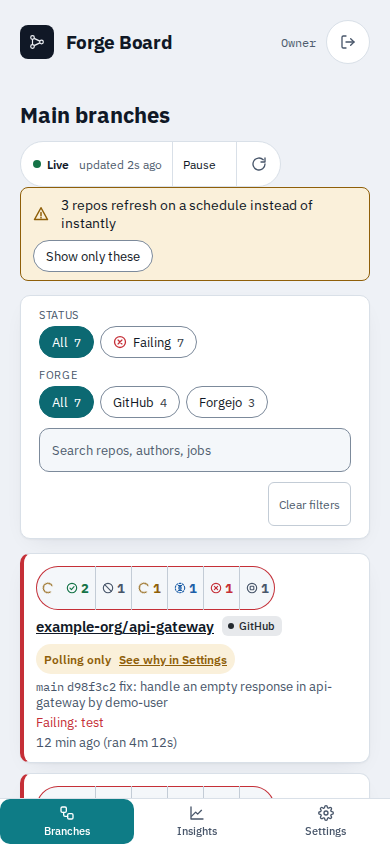 Forge Board
Owner
Main branches
Live updated 2s ago Pause
3 repos refresh on a schedule instead of
instantly
Show only these
STATUS
All 7 Failing 7
FORGE
All 7 GitHub 4 Forgejo 3
Search repos, authors, jobs
Clear filters
2 1 1 1 1 1
example-org/api-gateway GitHub
Polling only See why in Settings
main d98f3c2 fix: handle an empty response in api-
gateway by demo-user
Failing: test
12 min ago (ran 4m 12s)
Branches Insights Settings